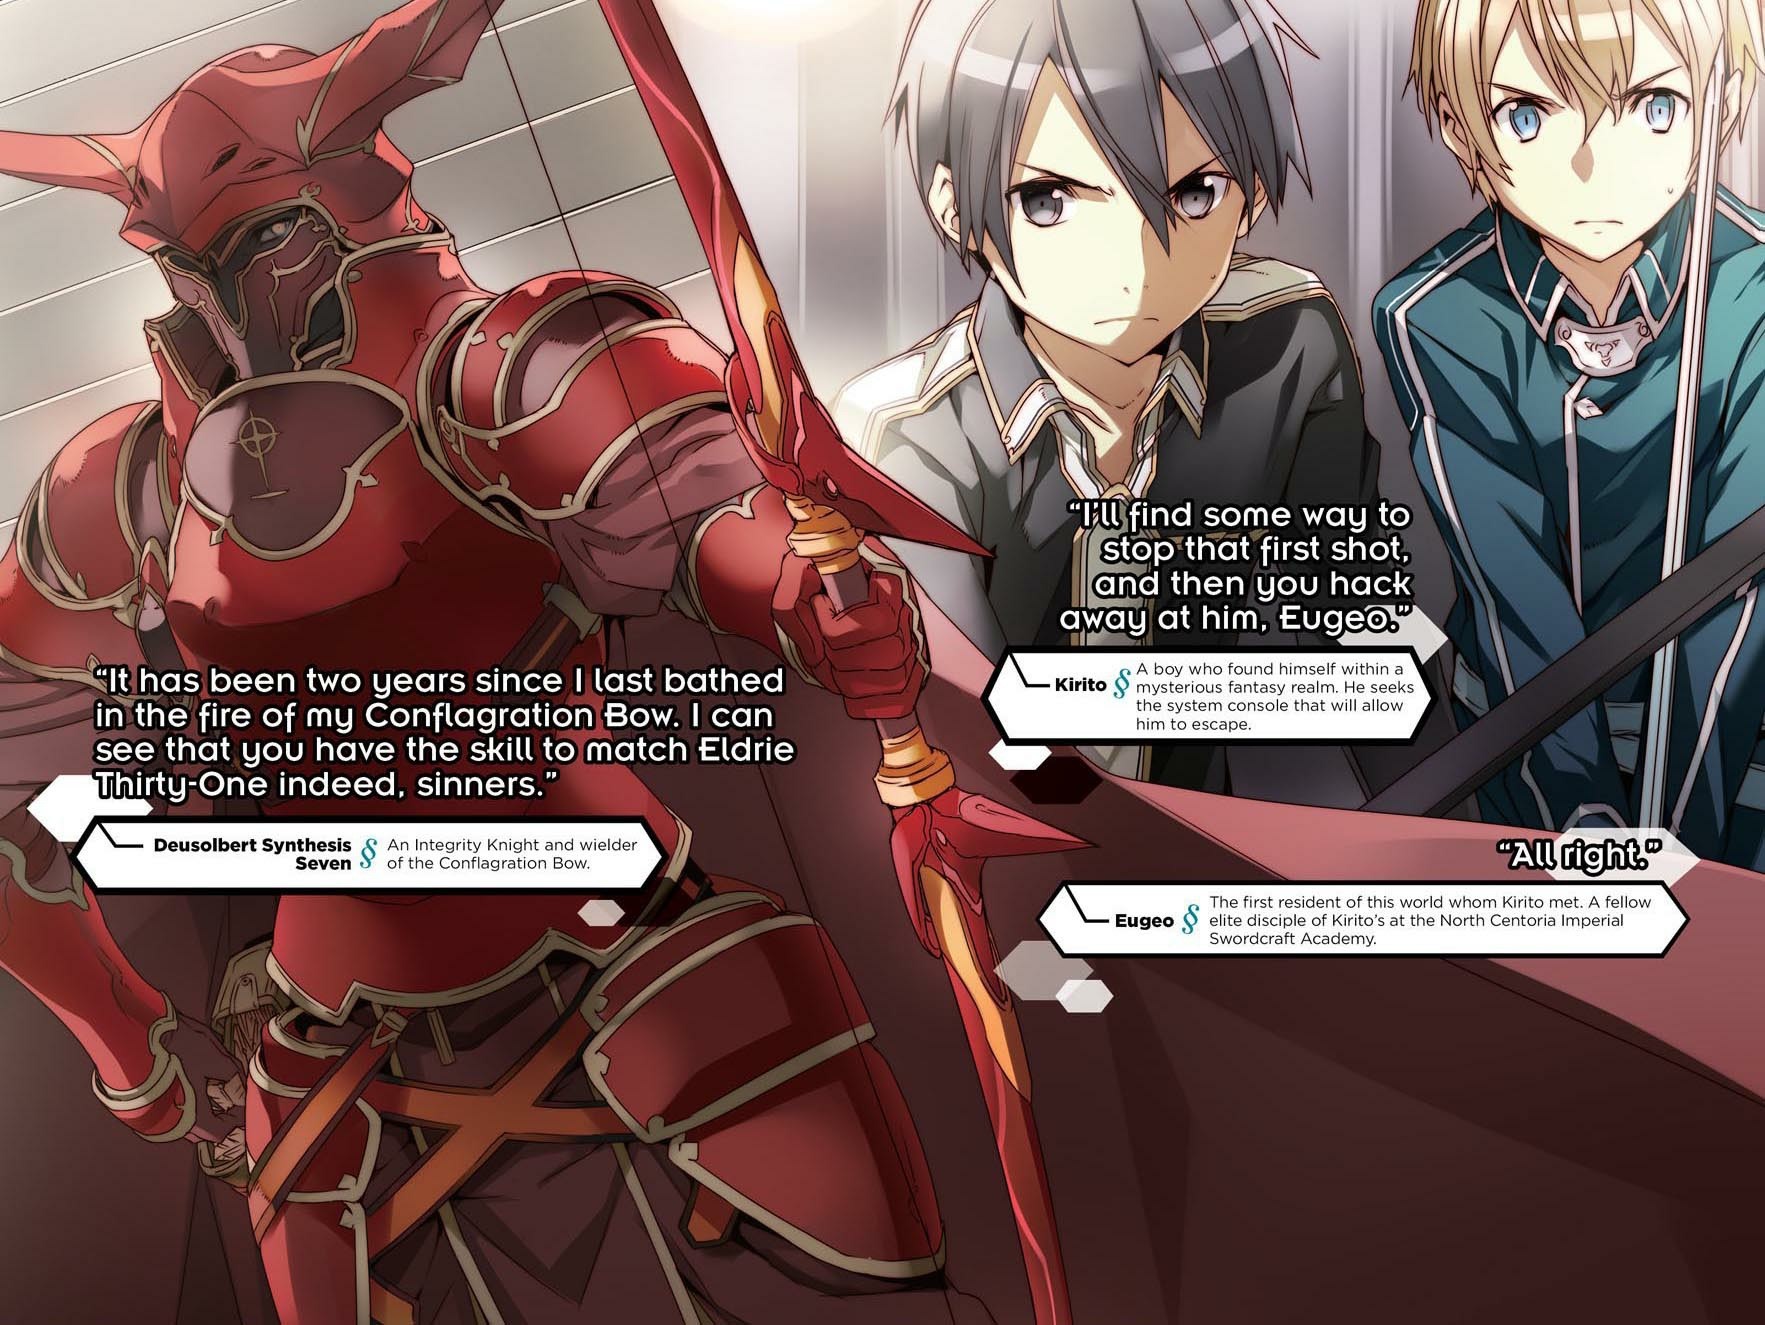 “I’ll find some way to
stop that first shot,
and then you hack
away at him, Eugeo.”
Kirito § A boy who found himself within a
mysterious fantasy realm. He seeks
the system console that will allow
him to escape.
“It has been two years since I last bathed
in the fire of my Conflagration Bow. I can
see that you have the skill to match Eldrie
Thirty-One indeed, sinners.”
Deusolbert Synthesis
Seven § An Integrity Knight and wielder
of the Conflagration Bow.
“All right.”
Eugeo § The first resident of this world whom Kirito met. A fellow
elite disciple of Kirito’s at the North Centoria Imperial
Swordcraft Academy.